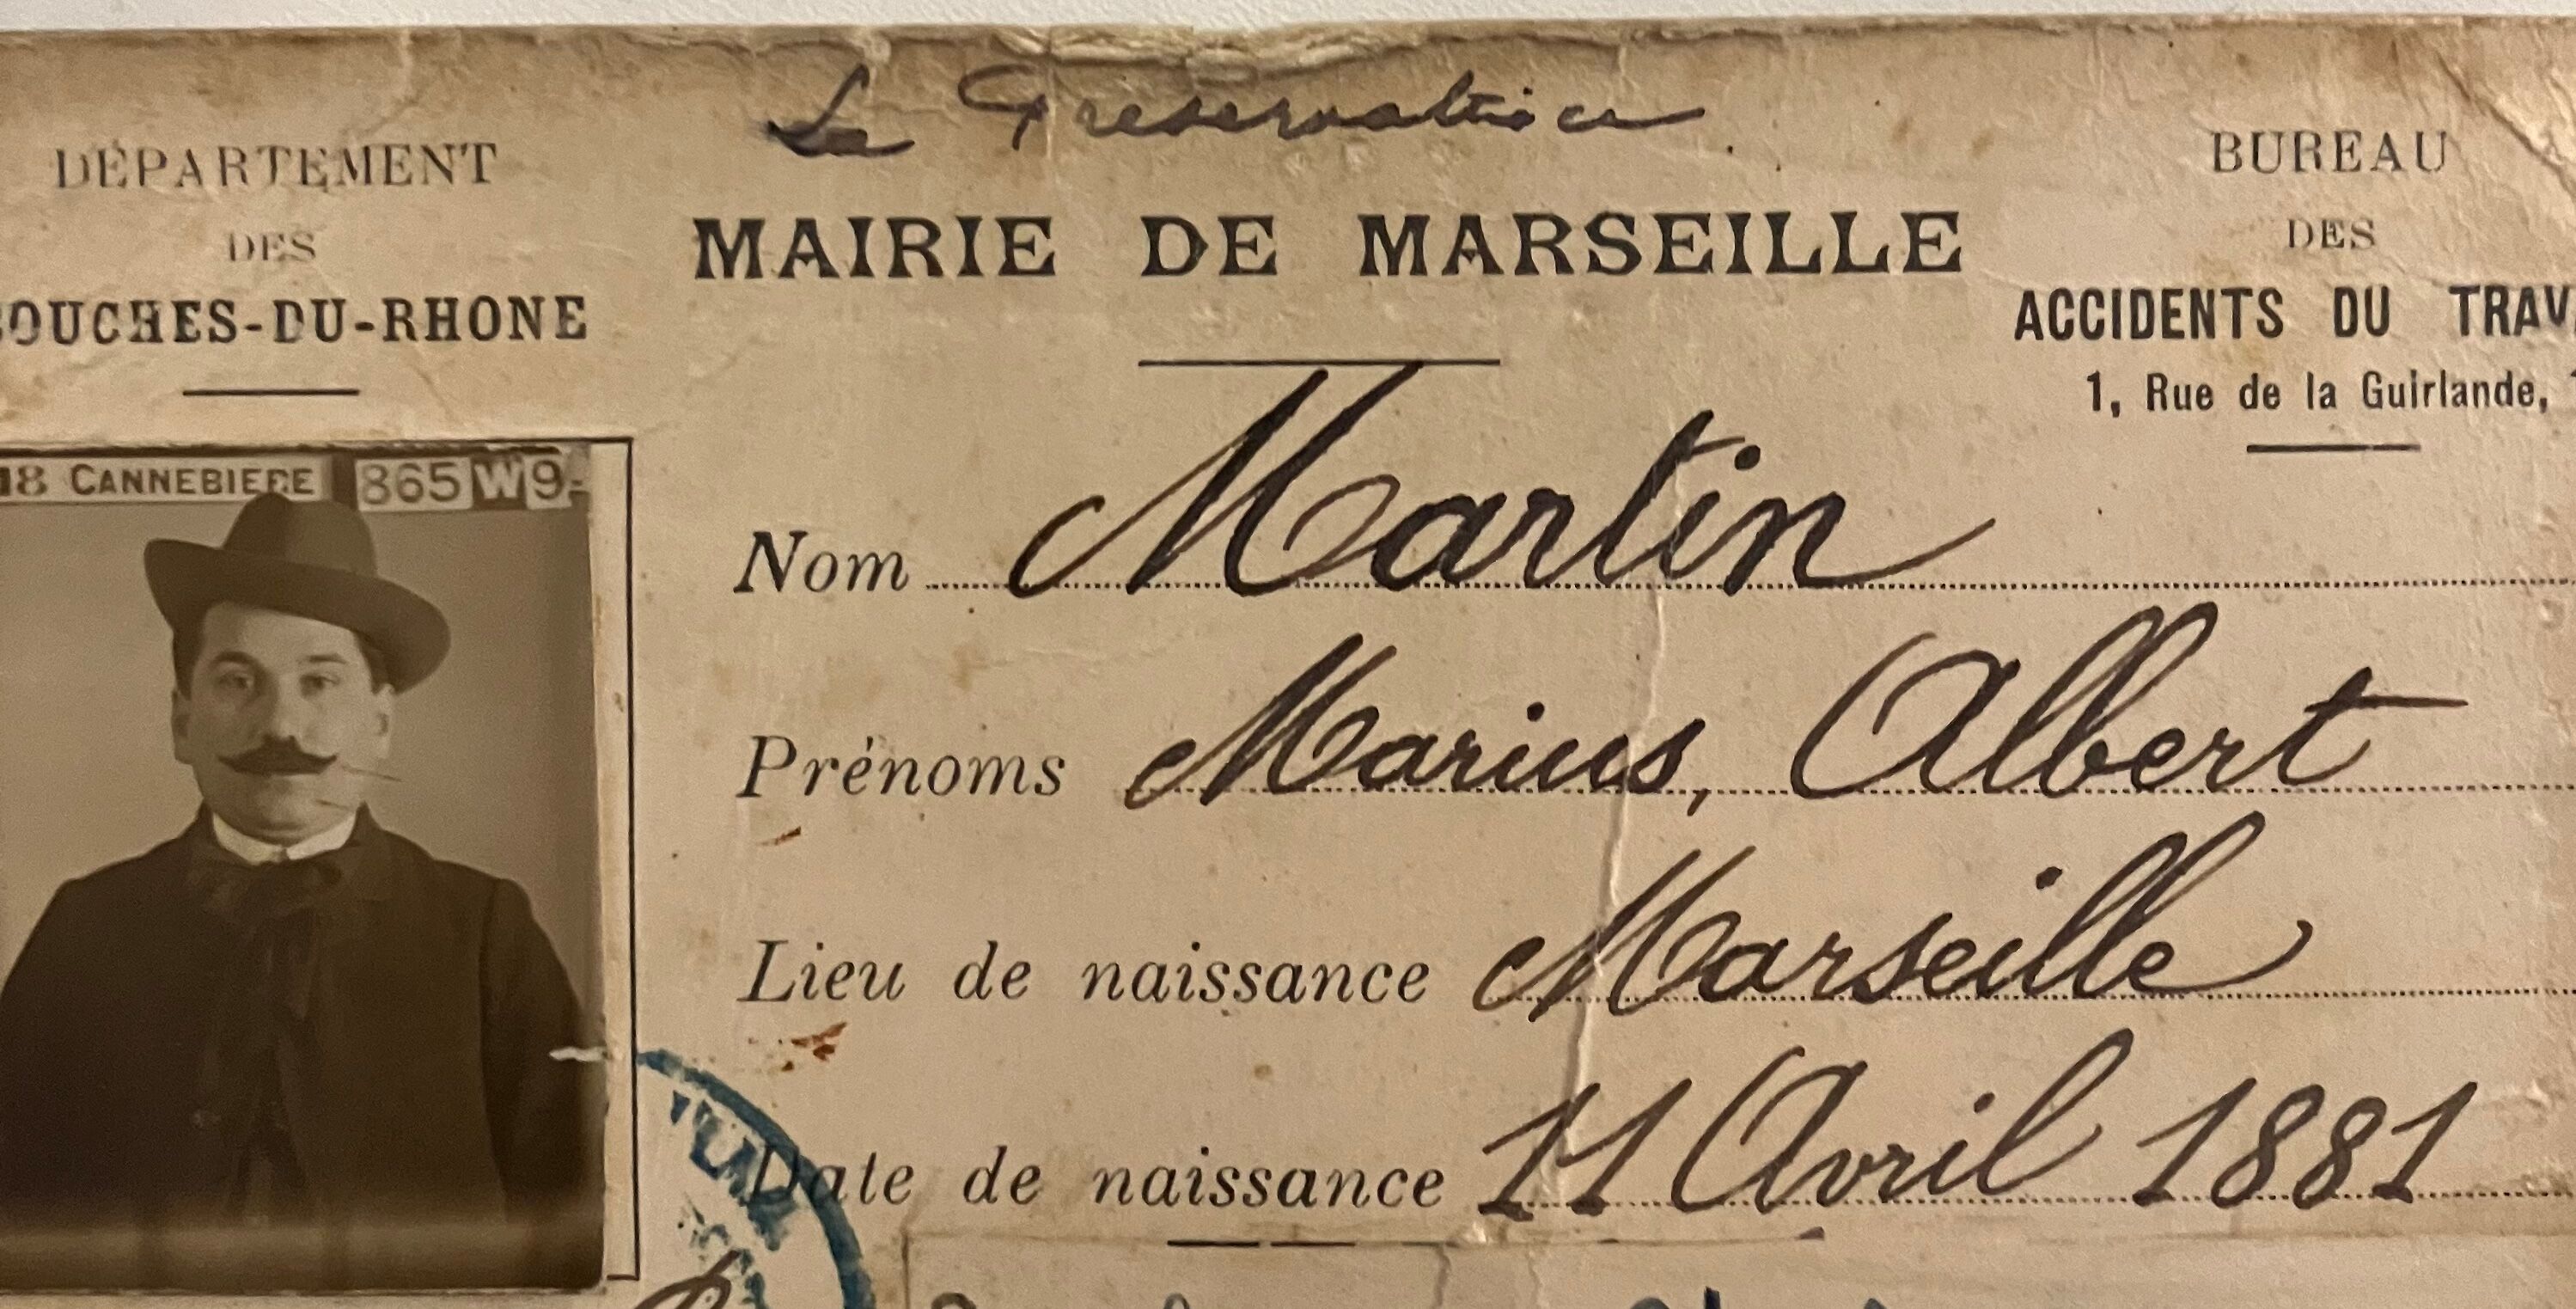 La Preservatrice
DÉPARTEMENT
DES
BOUCHES-DU-RHONE
MAIRIE DE MARSEILLE
BUREAU
DES
ACCIDENTS DU TRAV
1, Rue de la Guirlande,
18 CANNEBIERE 865 W9-
Nom Martin
Prénoms Marius, Albert
Lieu de naissance Marseille
Date de naissance 11 Avril 1881